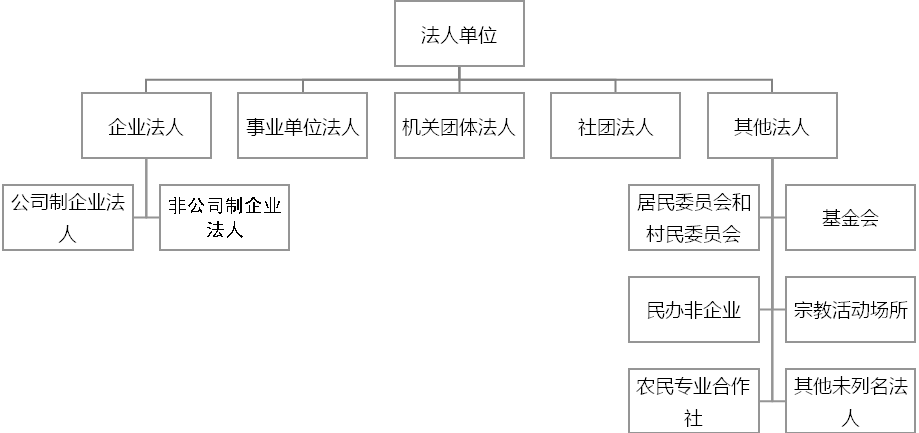 法人单位
企业法人
事业单位法人
机关团体法人
社团法人
其他法人
公司制企业法
人
非公司制企业
法人
居民委员会和
村民委员会
基金会
民办非企业
宗教活动场所
农民专业合作
社
其他未列名法
人